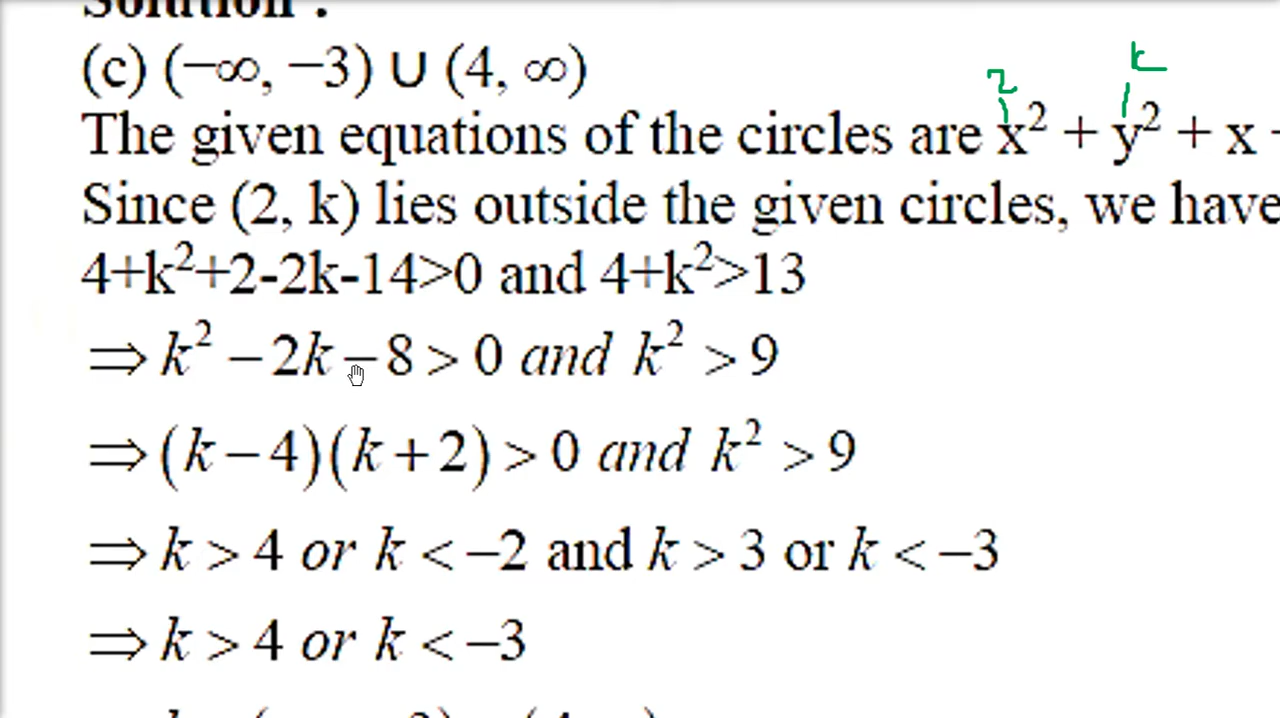 Solution :
(c) (−∞, −3) ∪ (4, ∞)
2 k
The given equations of the circles are x² + y² + x -
Since (2, k) lies outside the given circles, we have
4+k²+2-2k-14>0 and 4+k²>13
⇒ k² − 2k − 8 > 0 and k² > 9
⇒ (k − 4)(k + 2) > 0 and k² > 9
⇒ k > 4 or k < −2 and k > 3 or k < −3
⇒ k > 4 or k < −3